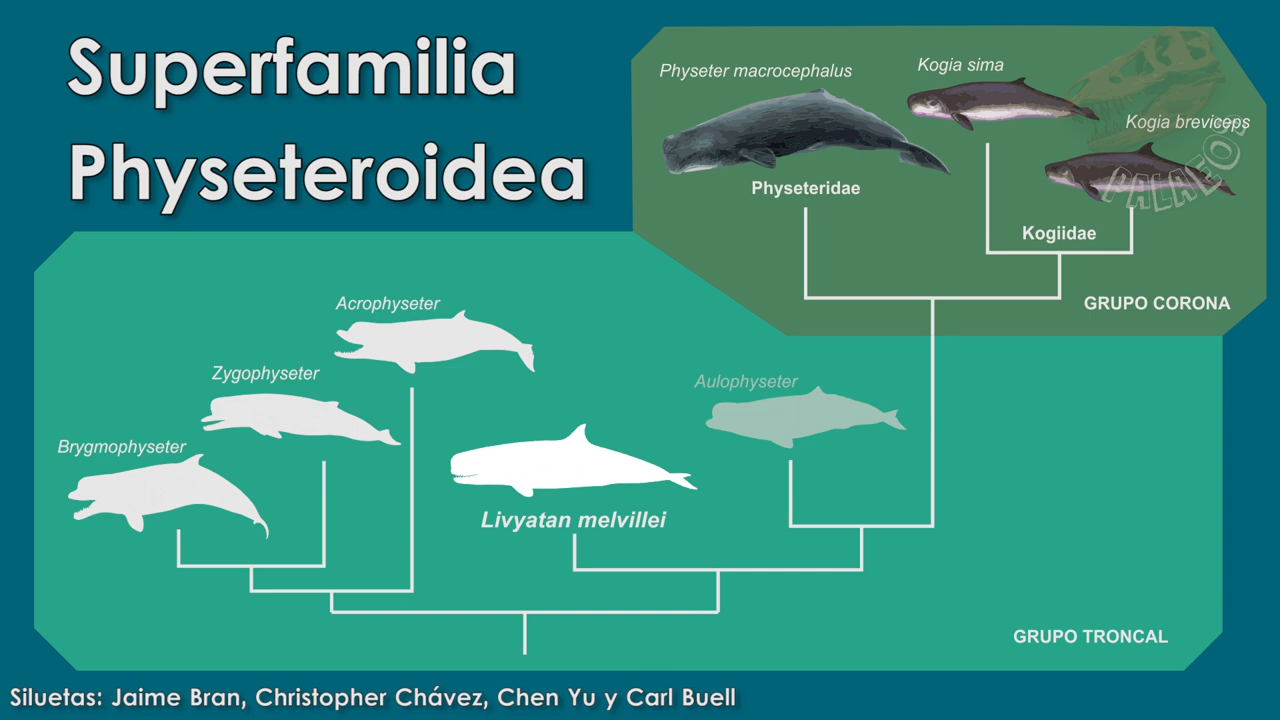 Superfamilia
Physeteroidea
Physeter macrocephalus
Kogia sima
Kogia breviceps
PALAEOS
Physeteridae
Kogiidae
GRUPO CORONA
Acrophyseter
Zygophyseter
Aulophyseter
Brygmophyseter
Livyatan melvillei
GRUPO TRONCAL
Siluetas: Jaime Bran, Christopher Chávez, Chen Yu y Carl Buell